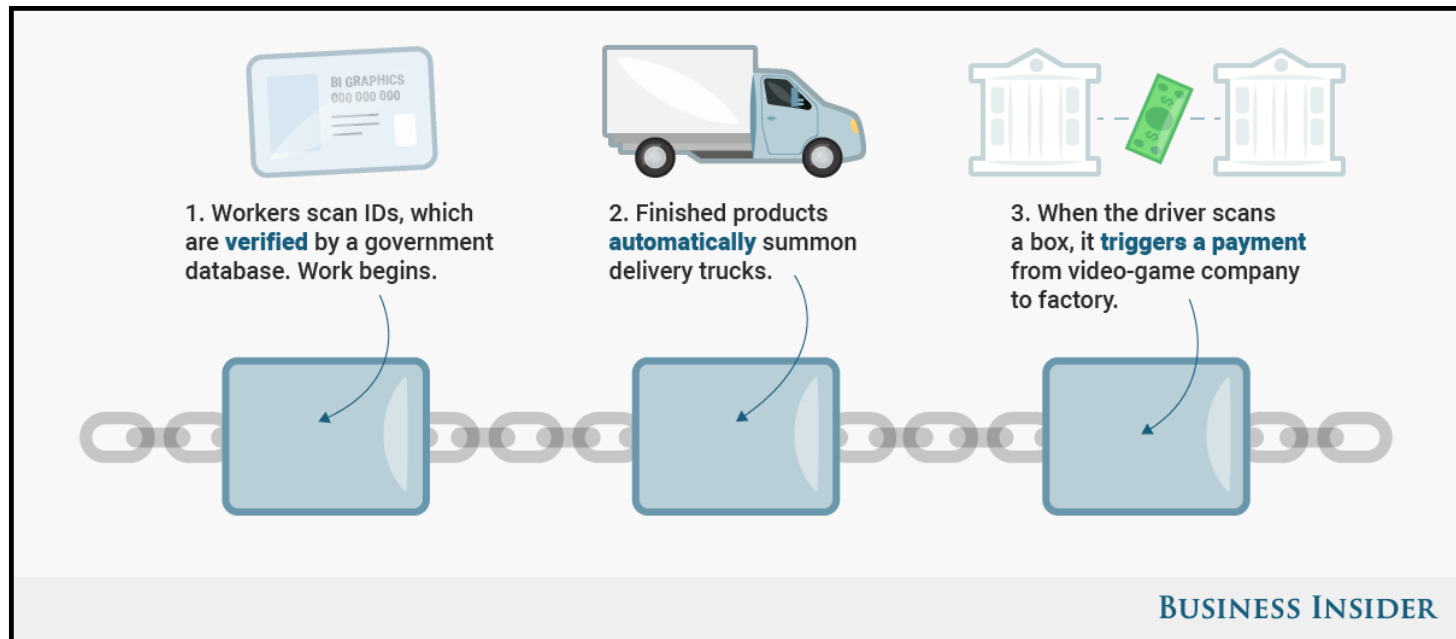 BI GRAPHICS
000 000 000
1. Workers scan IDs, which
are verified by a government
database. Work begins.
2. Finished products
automatically summon
delivery trucks.
3. When the driver scans
a box, it triggers a payment
from video-game company
to factory.
BUSINESS INSIDER